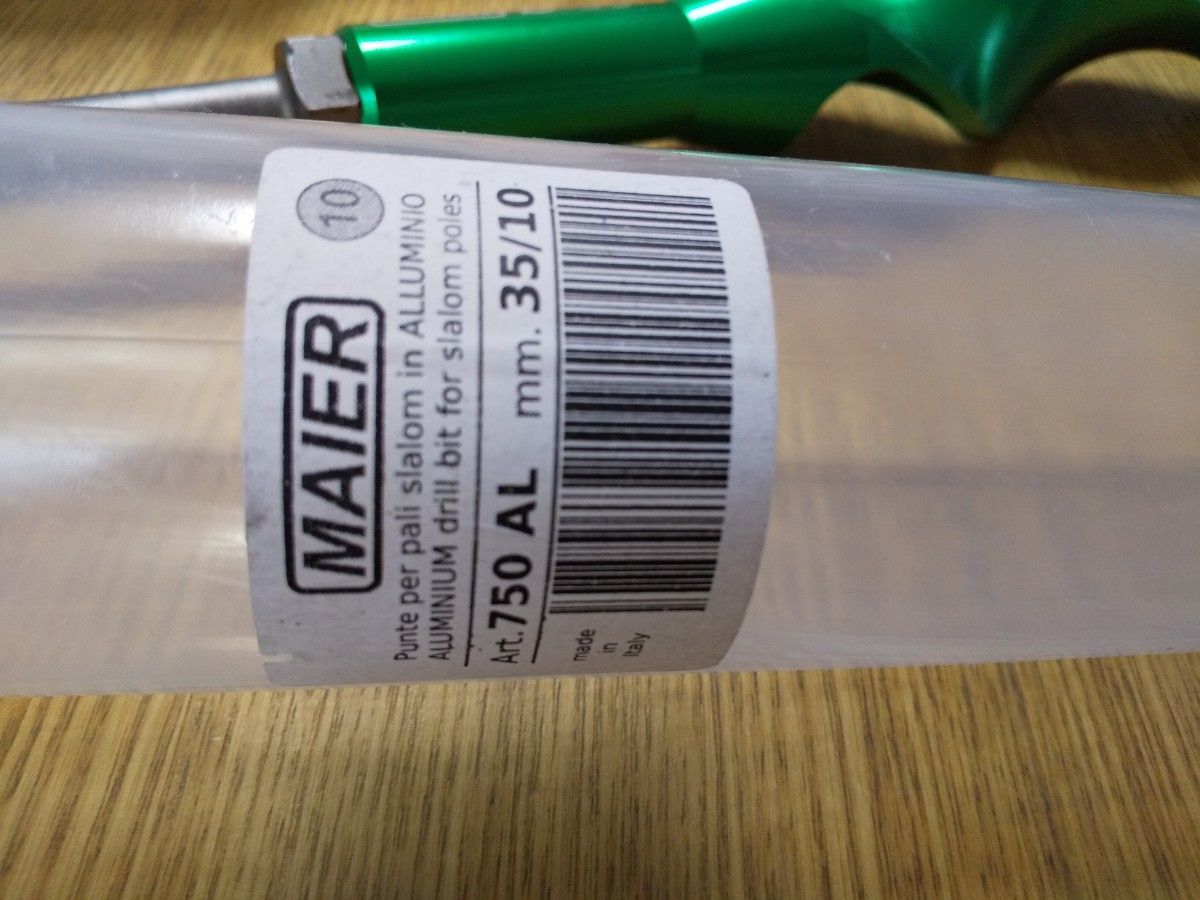 10
MAIER
Punte per pali slalom in ALLUMINIO
ALUMINIUM drill bit for slalom poles
Art.750 AL mm. 35/10
made
in
Italy